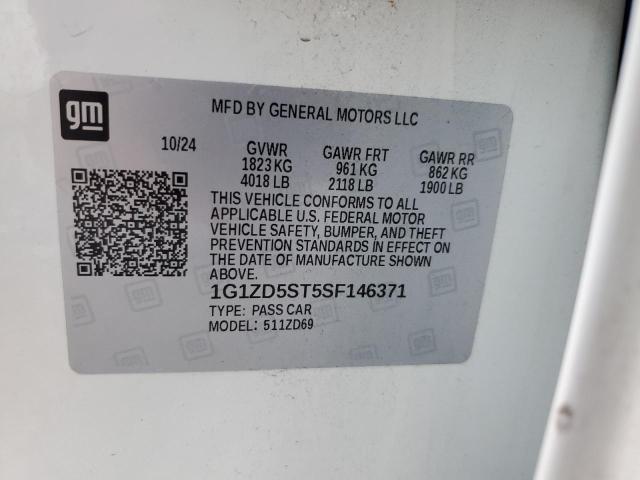 gm
MFD BY GENERAL MOTORS LLC
10/24 GVWR GAWR FRT GAWR RR
1823 KG 961 KG 862 KG
4018 LB 2118 LB 1900 LB
THIS VEHICLE CONFORMS TO ALL
APPLICABLE U.S. FEDERAL MOTOR
VEHICLE SAFETY, BUMPER, AND THEFT
PREVENTION STANDARDS IN EFFECT ON
THE DATE OF MANUFACTURE SHOWN
ABOVE.
1G1ZD5ST5SF146371
TYPE: PASS CAR
MODEL: 511ZD69